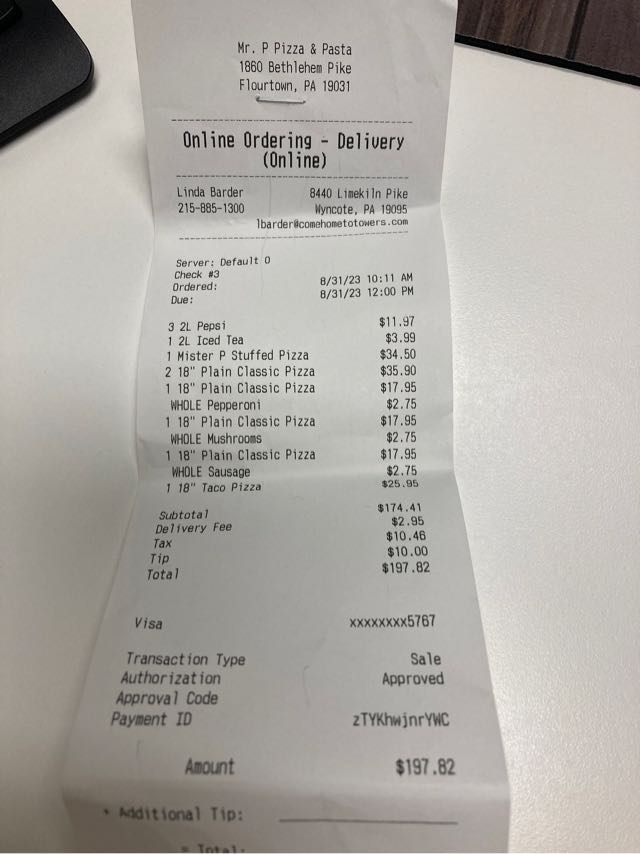 Mr. P Pizza & Pasta
1860 Bethlehem Pike
Flourtown, PA 19031
Online Ordering - Delivery
(Online)
Linda Barder 8440 Limekiln Pike
215-885-1300 Wyncote, PA 19095
lbarder@comehometotowers.com
Server: Default 0
Check #3
Ordered: 8/31/23 10:11 AM
Due: 8/31/23 12:00 PM
3 2L Pepsi $11.97
1 2L Iced Tea $3.99
1 Mister P Stuffed Pizza $34.50
2 18" Plain Classic Pizza $35.90
1 18" Plain Classic Pizza $17.95
WHOLE Pepperoni $2.75
1 18" Plain Classic Pizza $17.95
WHOLE Mushrooms $2.75
1 18" Plain Classic Pizza $17.95
WHOLE Sausage $2.75
1 18" Taco Pizza $25.95
Subtotal $174.41
Delivery Fee $2.95
Tax $10.46
Tip $10.00
Total $197.82
Visa xxxxxxxx5767
Transaction Type Sale
Authorization Approved
Approval Code
Payment ID zTYKhwjnrYWC
Amount $197.82
+ Additional Tip:
= Total: